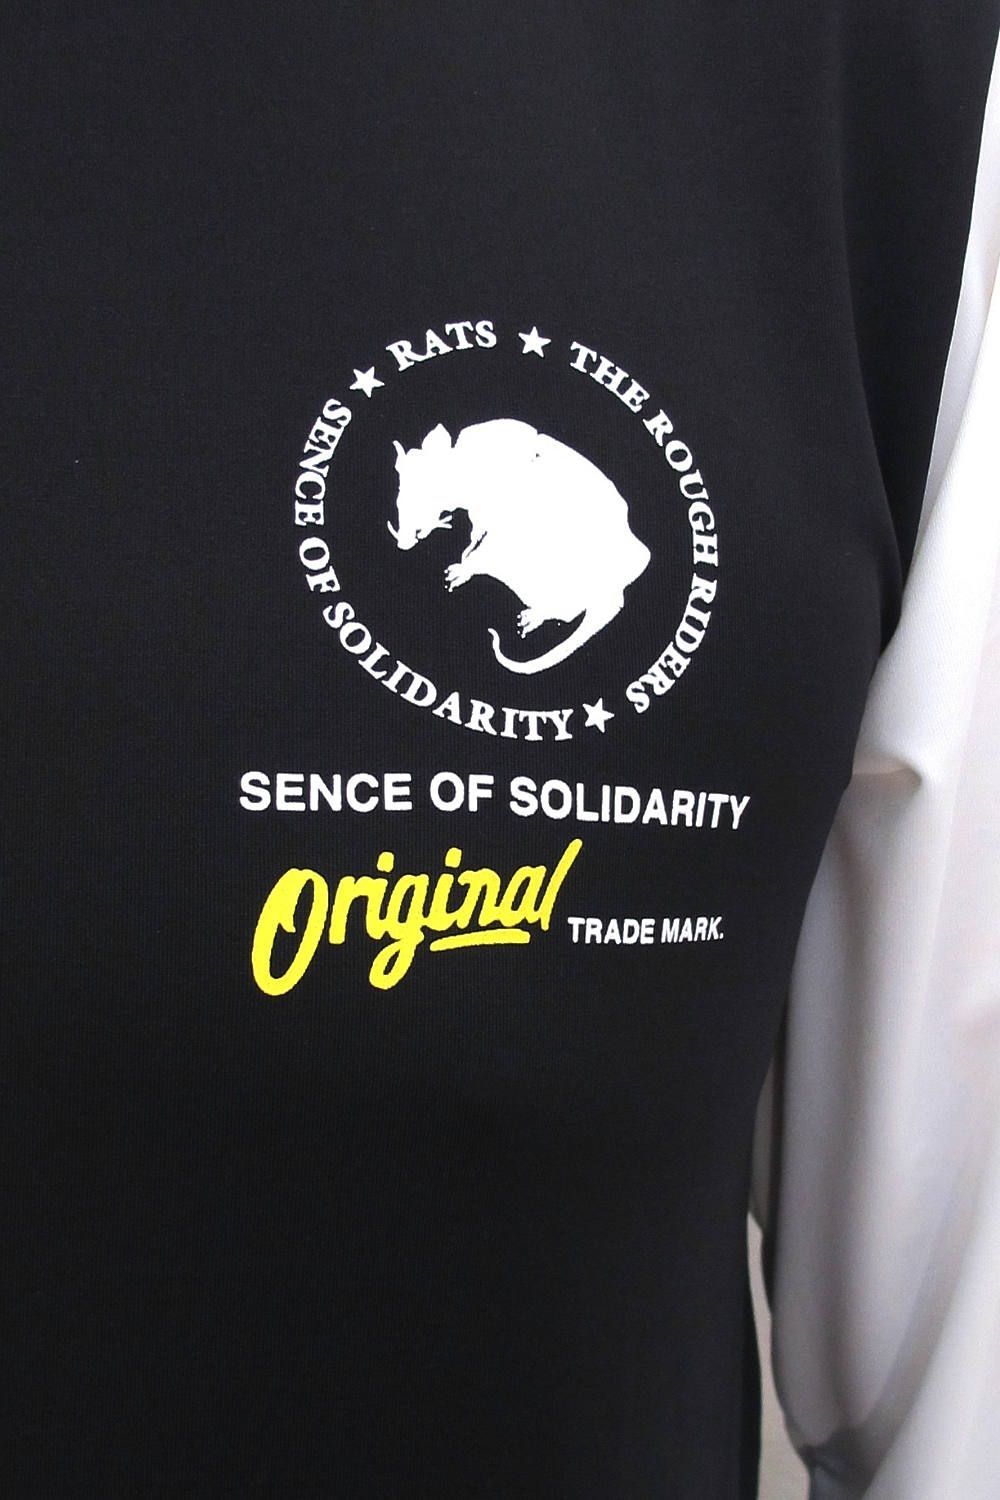 RATS ★ THE ROUGH RIDERS ★ SENCE OF SOLIDARITY ★
SENCE OF SOLIDARITY
Original TRADE MARK.